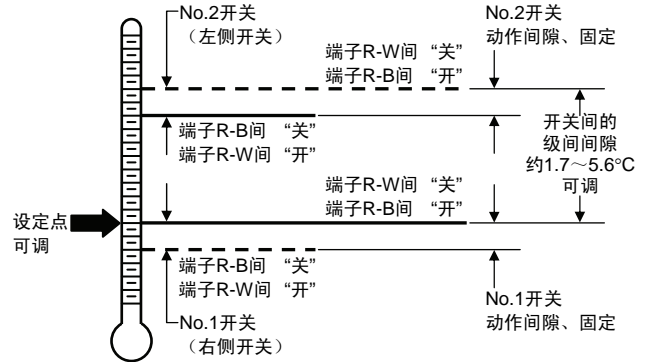 No.2开关
（左侧开关）
No.2开关
动作间隙、固定
端子R-W间 “关”
端子R-B间 “开”
端子R-B间 “关”
端子R-W间 “开”
开关间的
级间间隙
约1.7～5.6°C
可调
端子R-W间 “关”
端子R-B间 “开”
设定点
可调
端子R-B间 “关”
端子R-W间 “开”
No.1开关
（右侧开关）
No.1开关
动作间隙、固定